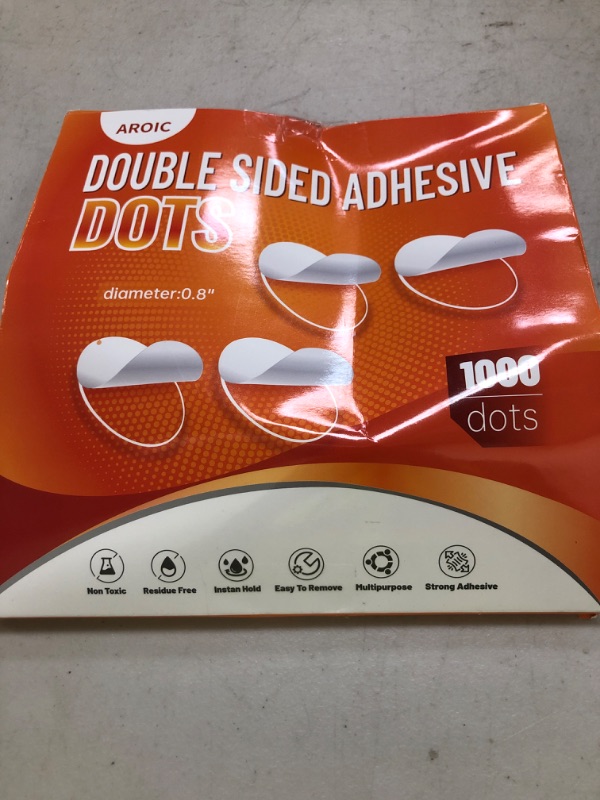 AROIC
DOUBLE SIDED ADHESIVE
DOTS
diameter:0.8"
1000
dots
Non Toxic
Residue Free
Instan Hold
Easy To Remove
Multipurpose
Strong Adhesive